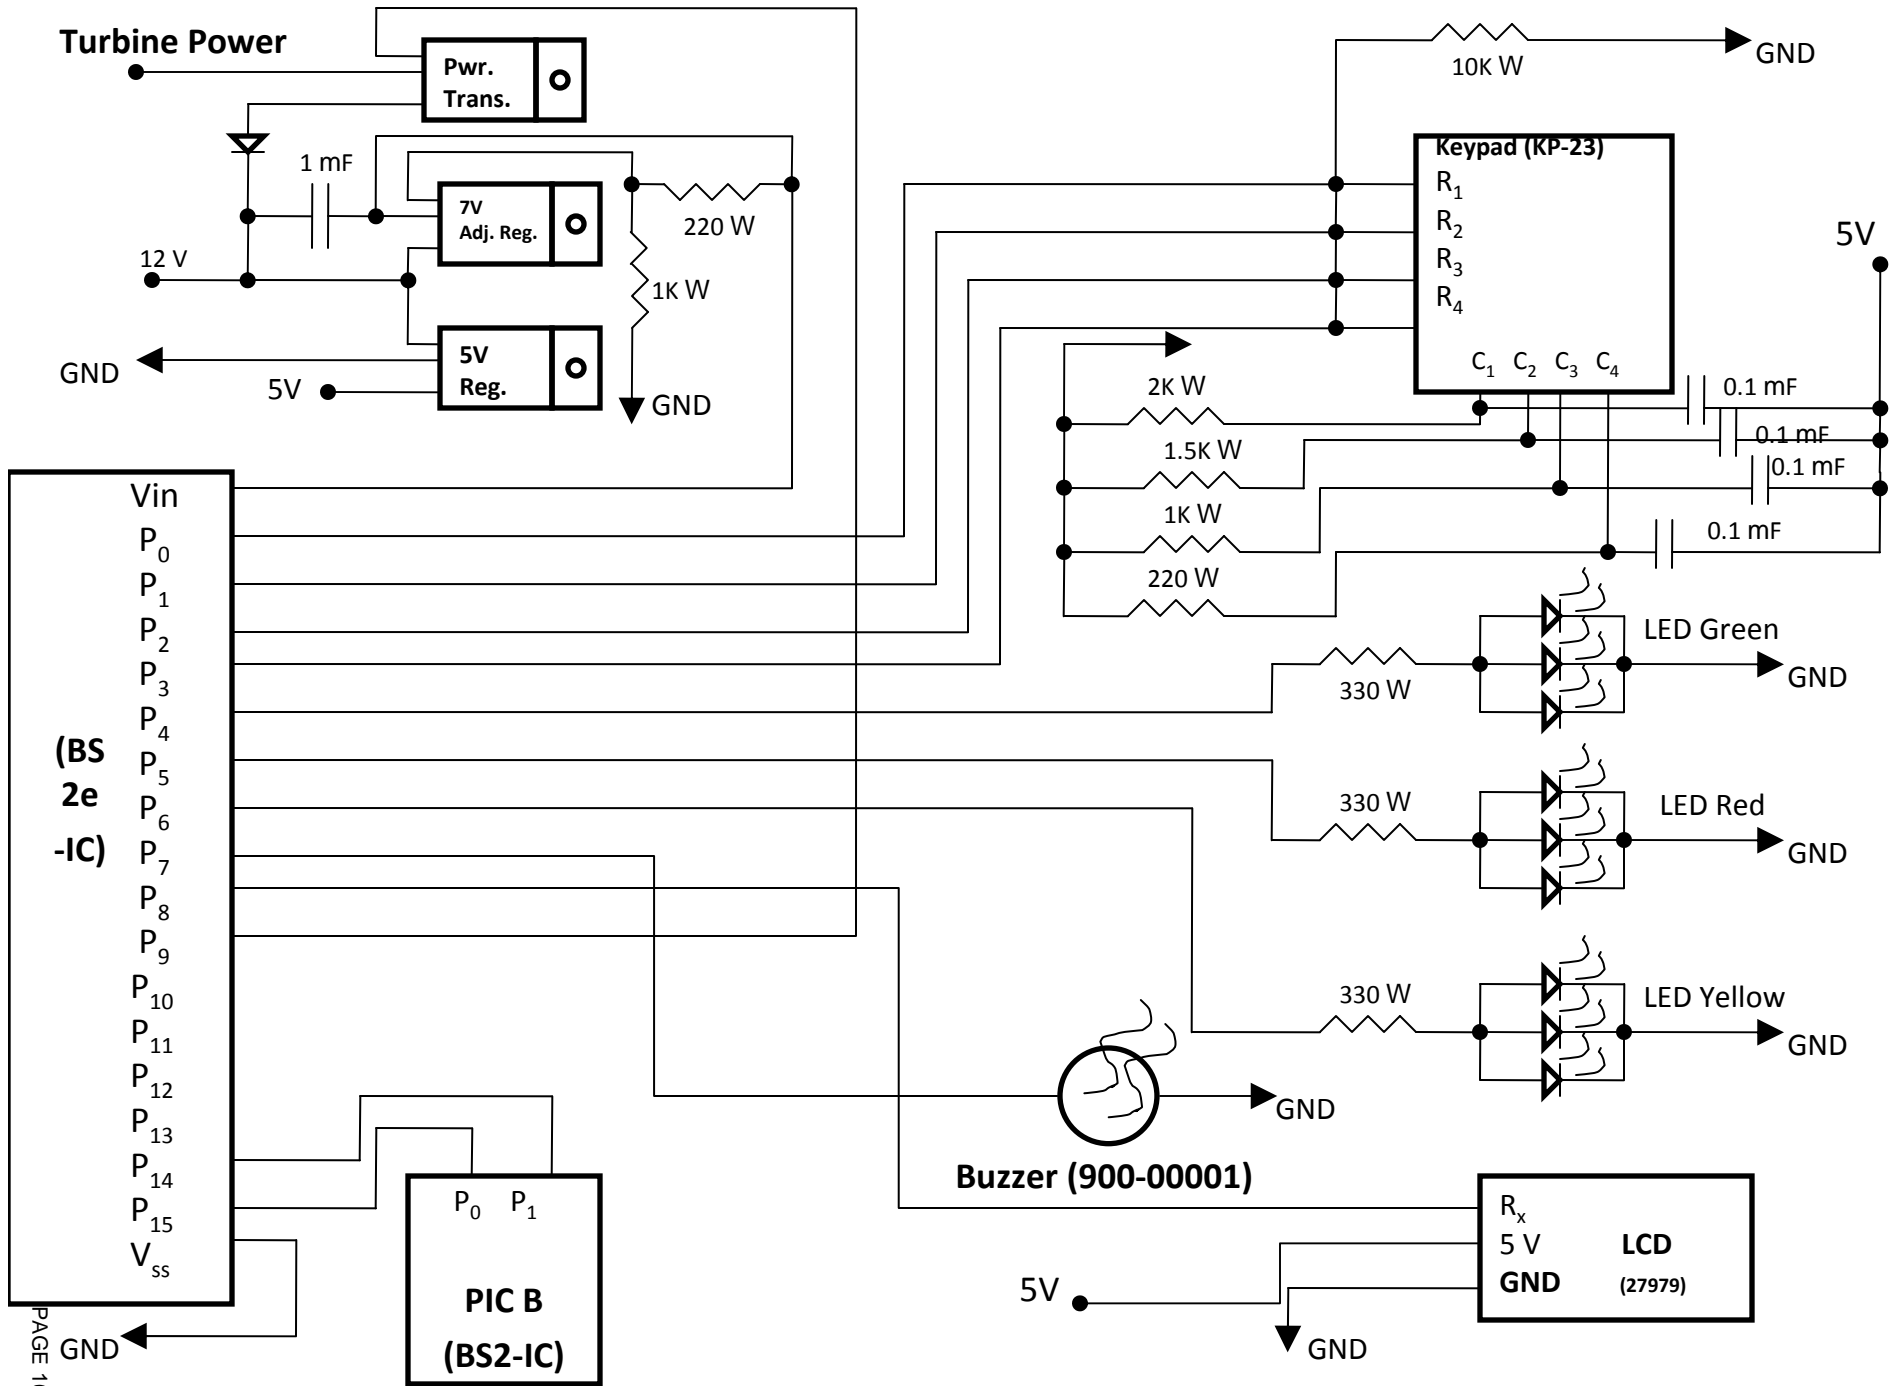 Turbine Power
Pwr.
Trans.
10K W
GND
1 mF
7V
Adj. Reg.
220 W
12 V
1K W
GND
5V
Reg.
5V
GND
Keypad (KP-23)
R1
R2
R3
R4
C1 C2 C3 C4
5V
2K W
1.5K W
1K W
220 W
0.1 mF
0.1 mF
0.1 mF
0.1 mF
Vin
P0
P1
P2
P3
P4
P5
P6
P7
P8
P9
P10
P11
P12
P13
P14
P15
Vss
(BS
2e
-IC)
330 W
LED Green
GND
330 W
LED Red
GND
330 W
LED Yellow
GND
GND
Buzzer (900-00001)
P0 P1
PIC B
(BS2-IC)
Rx
5 V
GND
LCD
(27979)
5V
GND
GND
PAGE